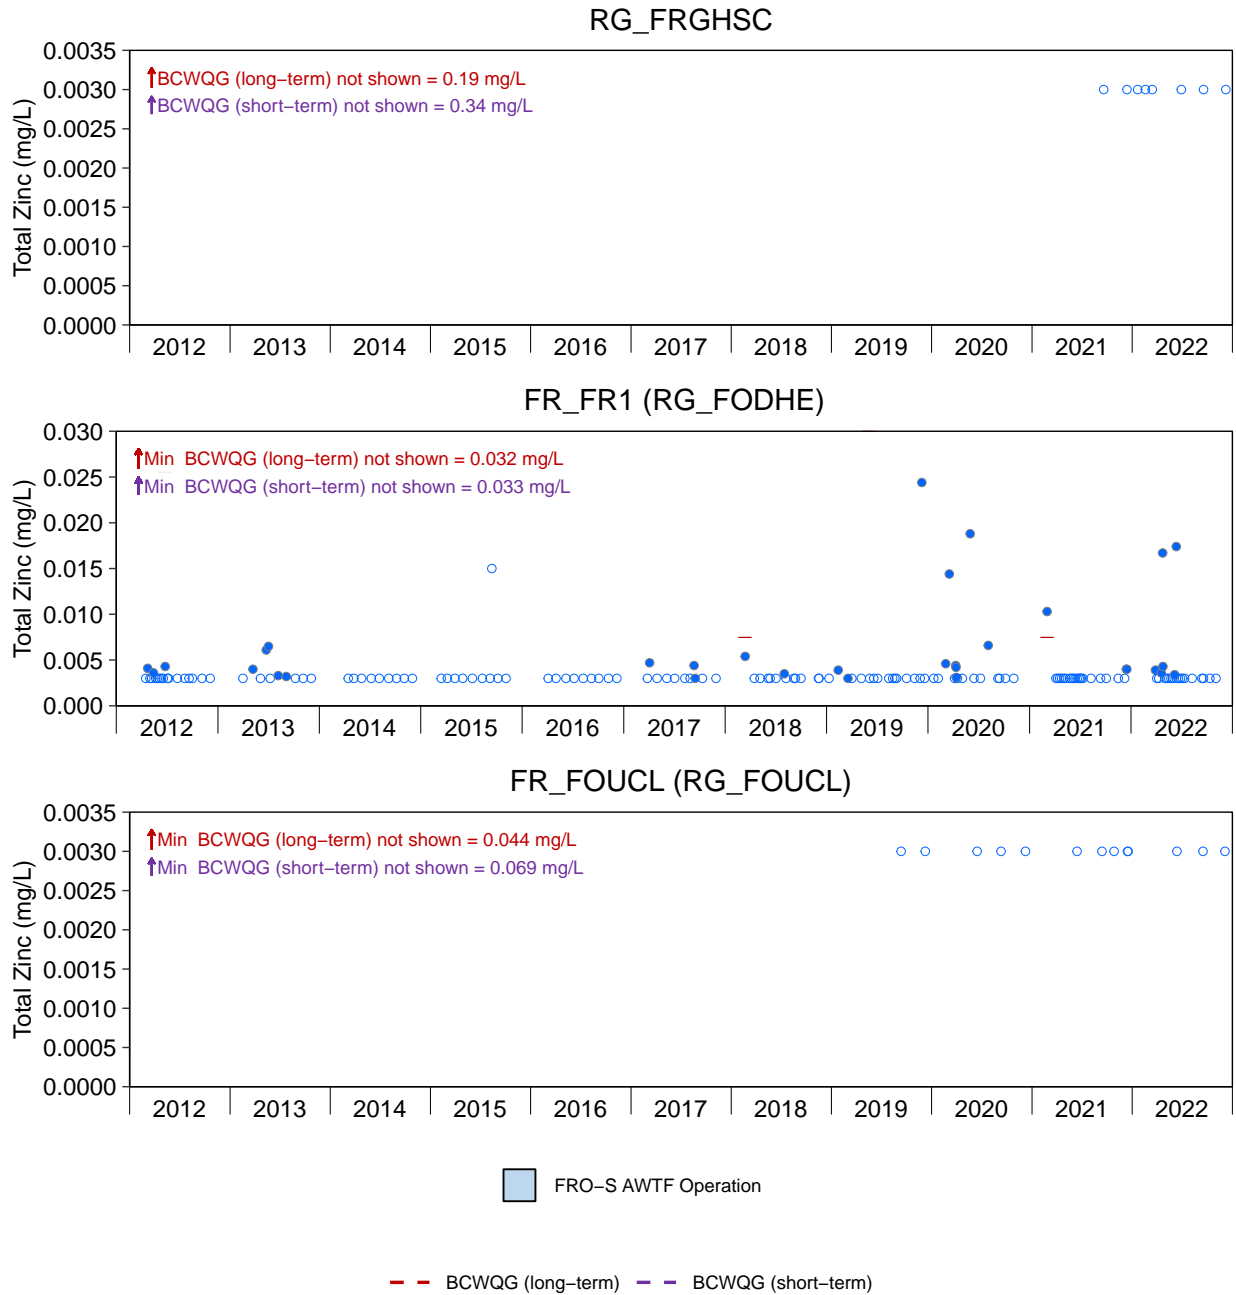 RG_FRGHSC
Total Zinc (mg/L)
0.0035
0.0030
0.0025
0.0020
0.0015
0.0010
0.0005
0.0000
BCWQG (long−term) not shown = 0.19 mg/L
BCWQG (short−term) not shown = 0.34 mg/L
2012 2013 2014 2015 2016 2017 2018 2019 2020 2021 2022
FR_FR1 (RG_FODHE)
Total Zinc (mg/L)
0.030
0.025
0.020
0.015
0.010
0.005
0.000
Min BCWQG (long−term) not shown = 0.032 mg/L
Min BCWQG (short−term) not shown = 0.033 mg/L
2012 2013 2014 2015 2016 2017 2018 2019 2020 2021 2022
FR_FOUCL (RG_FOUCL)
Total Zinc (mg/L)
0.0035
0.0030
0.0025
0.0020
0.0015
0.0010
0.0005
0.0000
Min BCWQG (long−term) not shown = 0.044 mg/L
Min BCWQG (short−term) not shown = 0.069 mg/L
2012 2013 2014 2015 2016 2017 2018 2019 2020 2021 2022
FRO−S AWTF Operation
BCWQG (long−term) BCWQG (short−term)